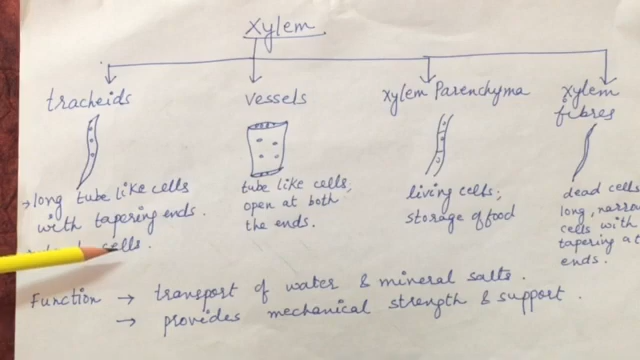 Xylem
tracheids
→ long tube like cells
with tapering ends.
cells.
vessels
tube like cells,
open at both
the ends.
xylem Parenchyma
living cells;
storage of food
xylem
fibres
dead cells
long, narro
cells with
tapering at
ends.
Function → transport of water & mineral salts.
→ provides mechanical strength & support.